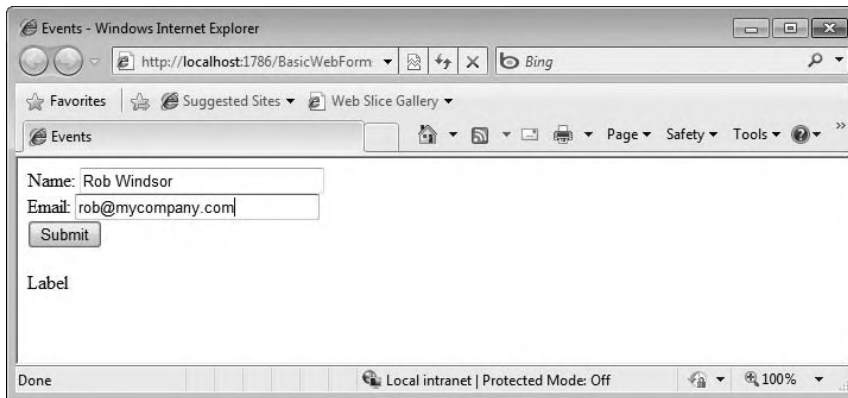 Events - Windows Internet Explorer
http://localhost:1786/BasicWebForm
Bing
Favorites Suggested Sites Web Slice Gallery
Events Page Safety Tools »
Name: Rob Windsor
Email: rob@mycompany.com
Submit
Label
Done Local intranet | Protected Mode: Off 100%